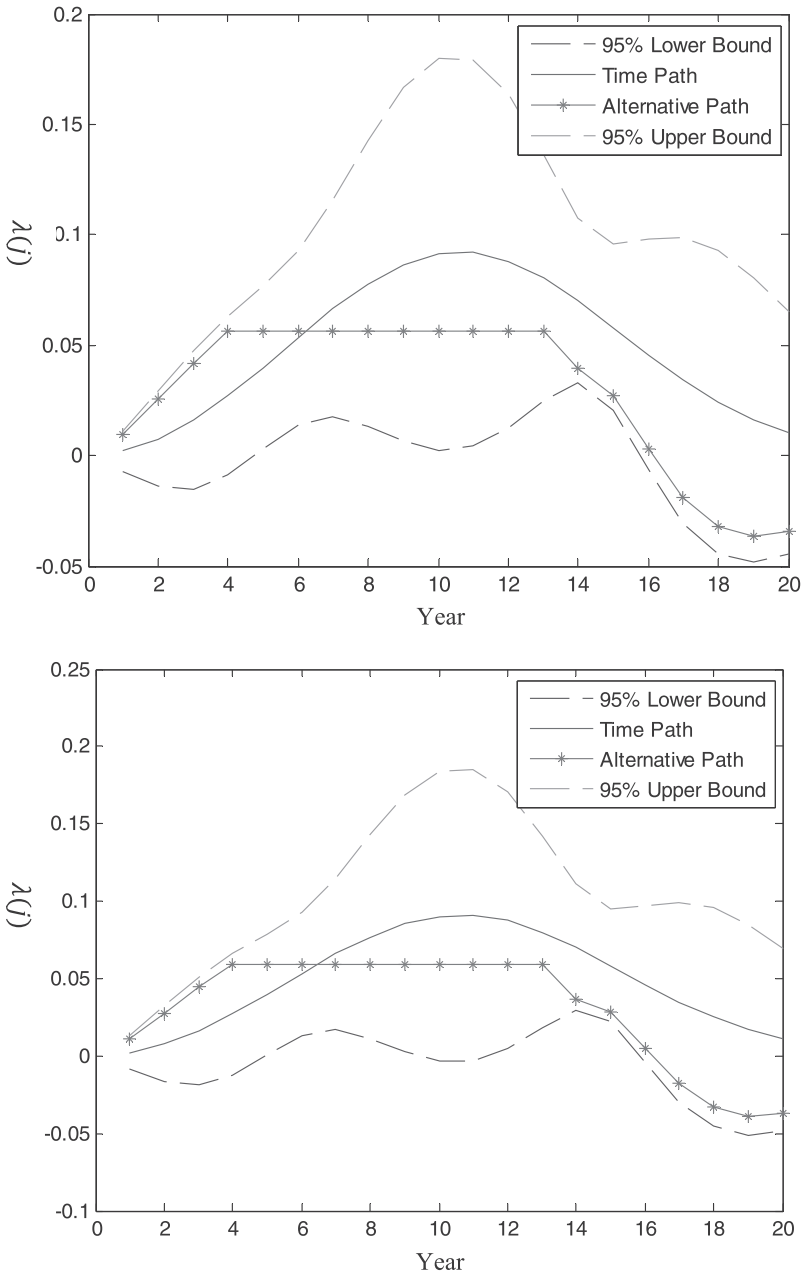 0.2
0.15
0.1
0.05
0
-0.05
λ(j)
95% Lower Bound
Time Path
Alternative Path
95% Upper Bound
0 2 4 6 8 10 12 14 16 18 20
Year
0.25
0.2
0.15
0.1
0.05
0
-0.05
-0.1
λ(j)
95% Lower Bound
Time Path
Alternative Path
95% Upper Bound
0 2 4 6 8 10 12 14 16 18 20
Year